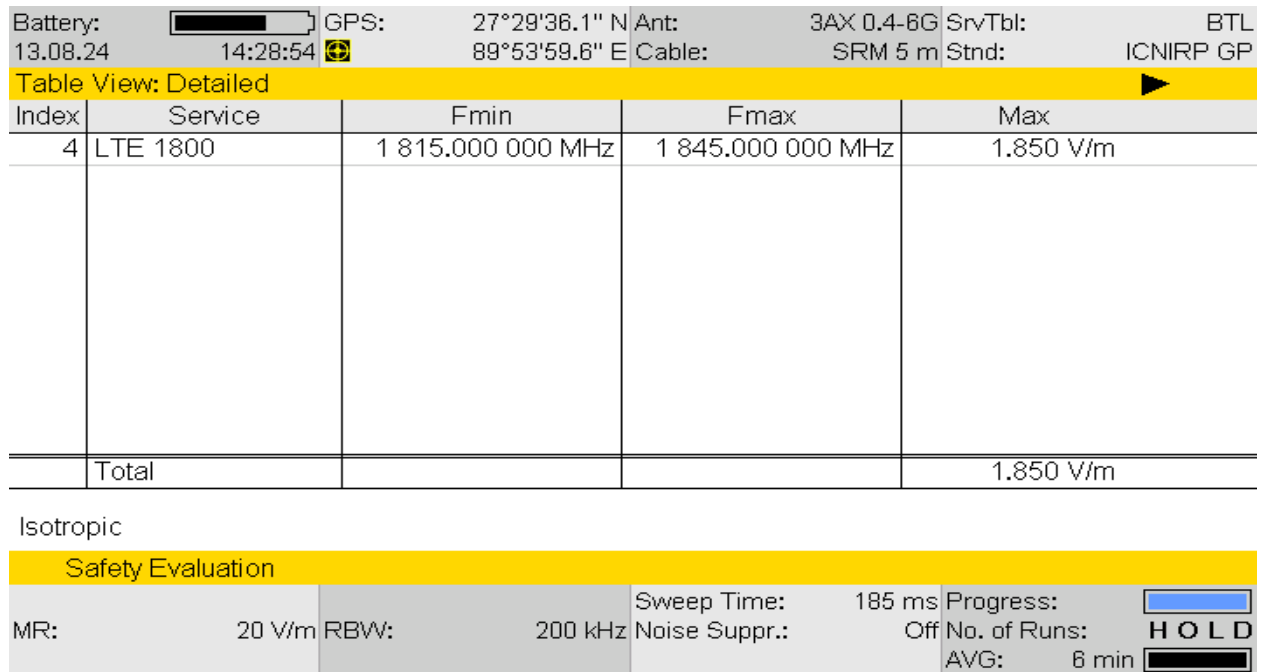 Battery: GPS: 27°29'36.1" N Ant: 3AX 0.4-6G SrvTbl: BTL
13.08.24 14:28:54 89°53'59.6" E Cable: SRM 5 m Stnd: ICNIRP GP
Table View: Detailed
Index Service Fmin Fmax Max
4 LTE 1800 1 815.000 000 MHz 1 845.000 000 MHz 1.850 V/m
Total 1.850 V/m
Isotropic
Safety Evaluation
Sweep Time: 185 ms Progress:
MR: 20 V/m RBW: 200 kHz Noise Suppr.: Off No. of Runs: HOLD
AVG: 6 min